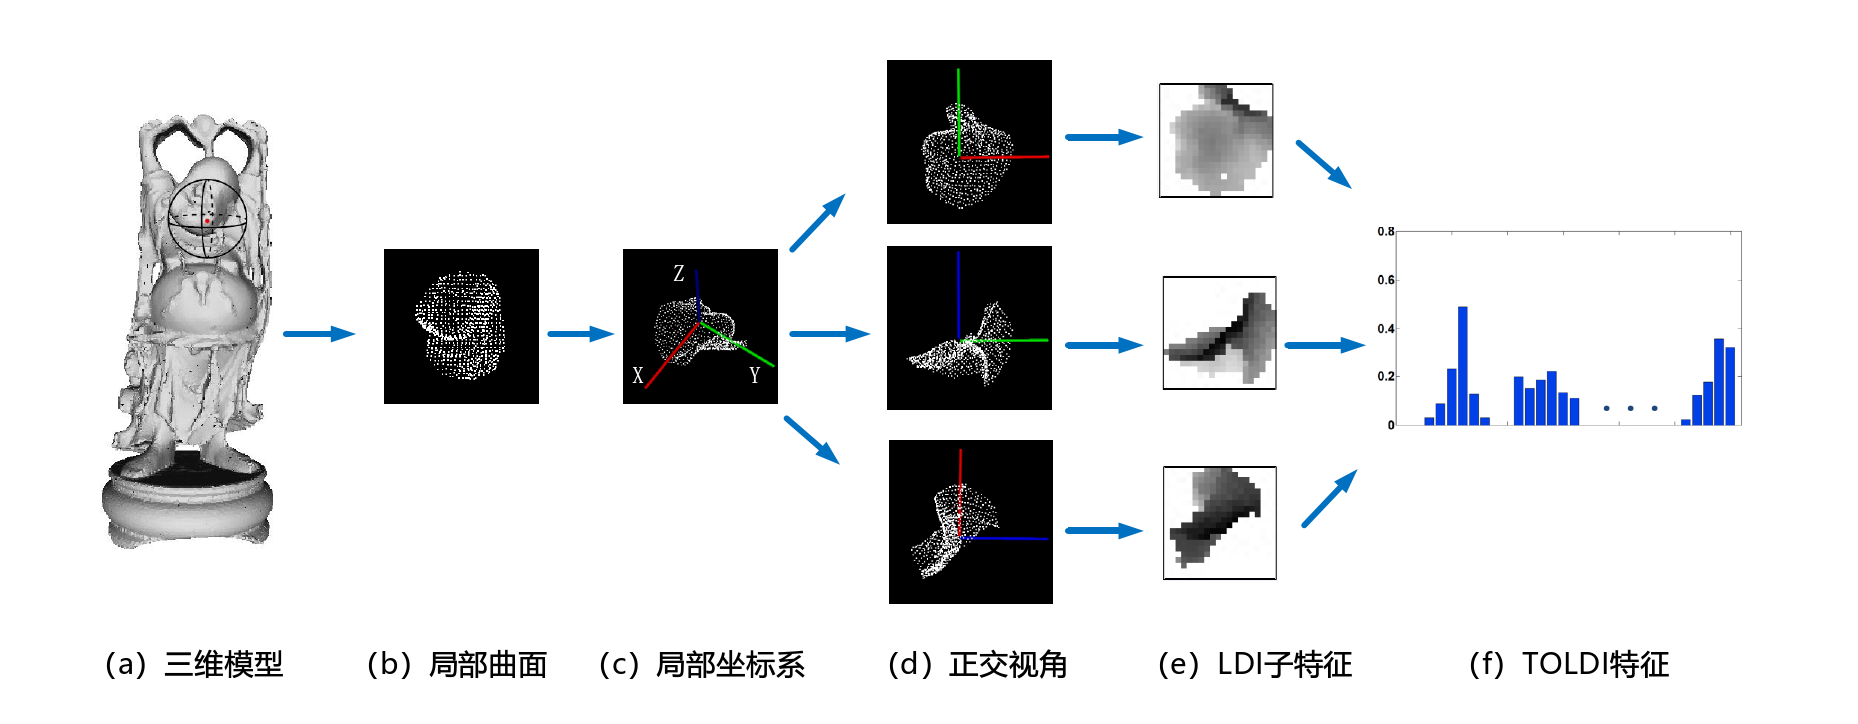 Z
X
Y
0.8
0.6
0.4
0.2
0
（a）三维模型
（b）局部曲面
（c）局部坐标系
（d）正交视角
（e）LDI子特征
（f）TOLDI特征